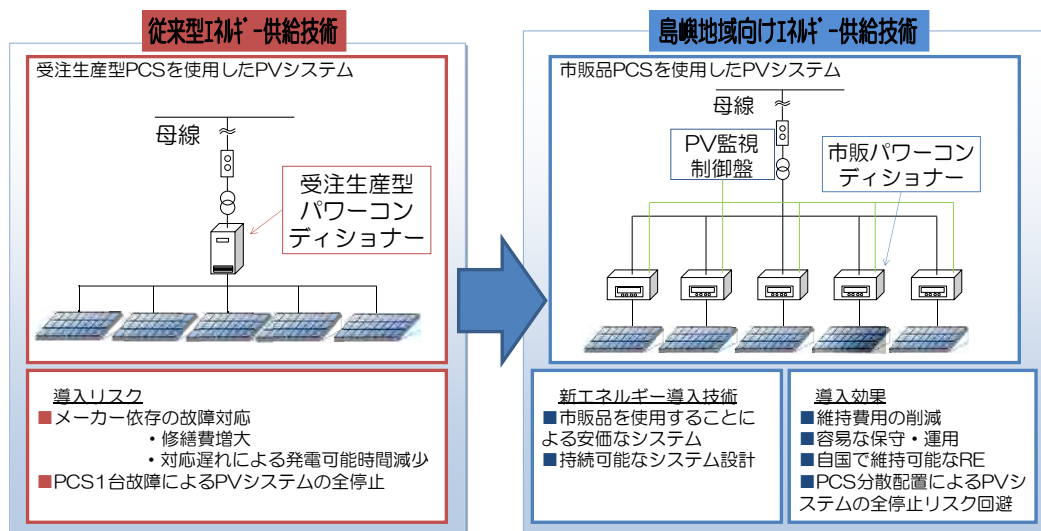 従来型ｴﾈﾙｷﾞｰ供給技術
受注生産型PCSを使用したPVシステム
母線
受注生産型
パワーコン
ディショナー
導入リスク
■メーカー依存の故障対応
・修繕費増大
・対応遅れによる発電可能時間減少
■PCS1台故障によるPVシステムの全停止
島嶼地域向けｴﾈﾙｷﾞｰ供給技術
市販品PCSを使用したPVシステム
母線
PV監視
制御盤
市販パワーコン
ディショナー
新エネルギー導入技術
■市販品を使用することに
よる安価なシステム
■持続可能なシステム設計
導入効果
■維持費用の削減
■容易な保守・運用
■自国で維持可能なRE
■PCS分散配置によるPVシ
ステムの全停止リスク回避